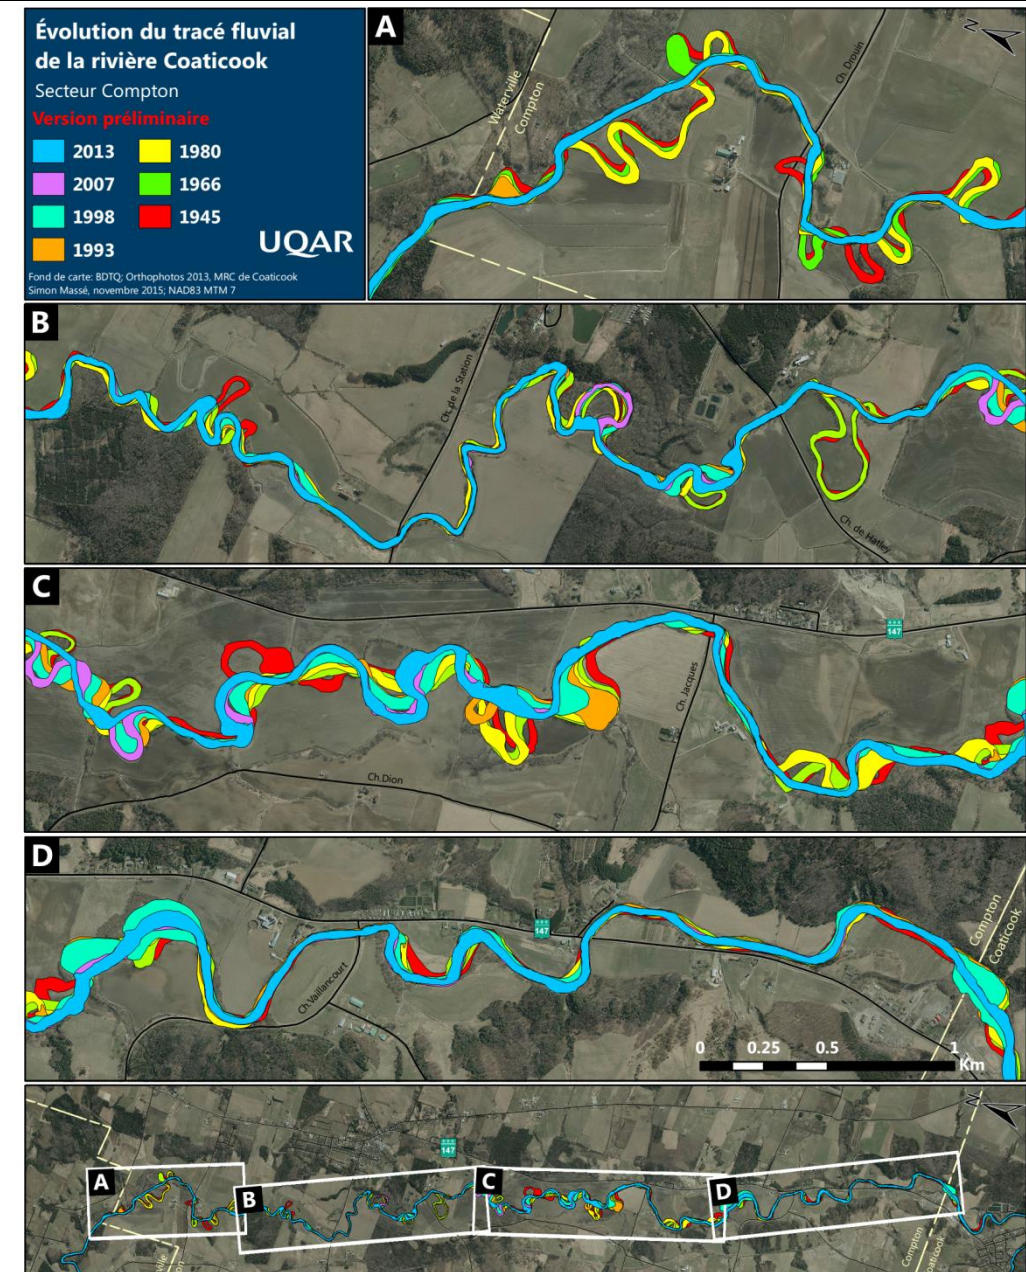 Évolution du tracé fluvial
de la rivière Coaticook
Secteur Compton
Version préliminaire
2013
1980
2007
1966
1998
1945
1993
UQAR
Fond de carte: BDTQ; Orthophotos 2013, MRC de Coaticook
Simon Massé, novembre 2015; NAD83 MTM 7
A
N
Waterville
Compton
Ch. Drouin
B
Ch. de la Station
Ch. de Hatley
C
147
Ch. Jacques
Ch.Dion
D
147
Compton
Coaticook
Ch.Vaillancourt
0 0.25 0.5 1
Km
N
147
A
B
C
D
Compton